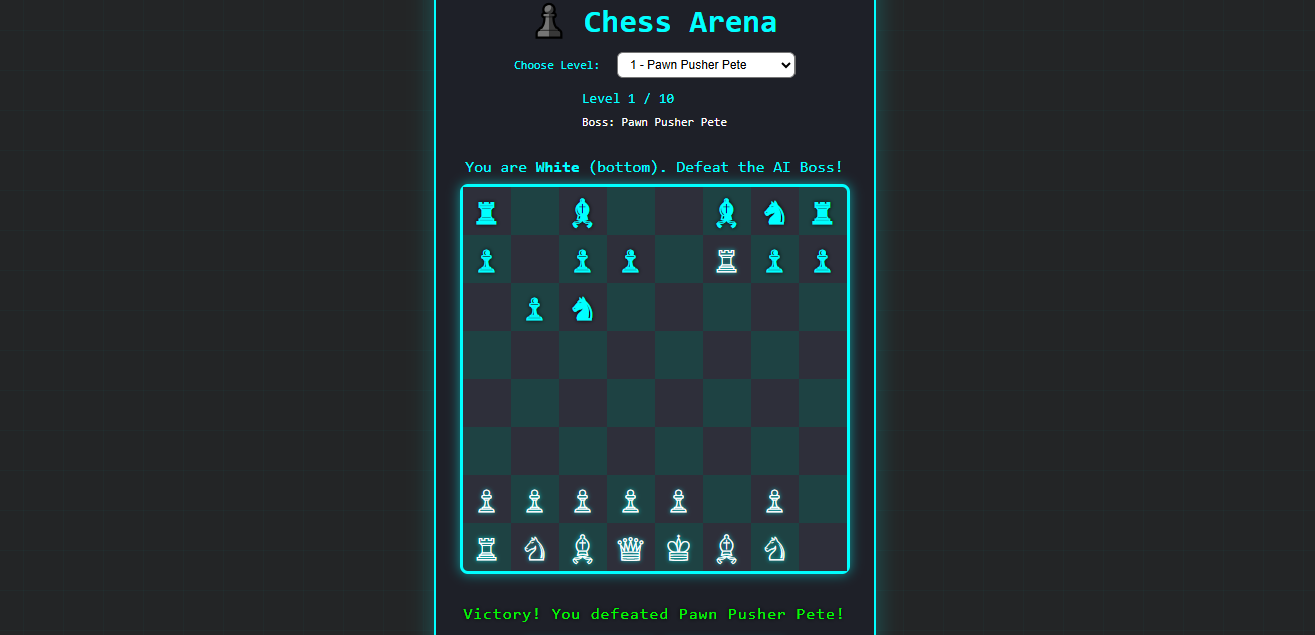 Chess Arena
Choose Level: 1 - Pawn Pusher Pete
Level 1 / 10
Boss: Pawn Pusher Pete
You are White (bottom). Defeat the AI Boss!
Victory! You defeated Pawn Pusher Pete!